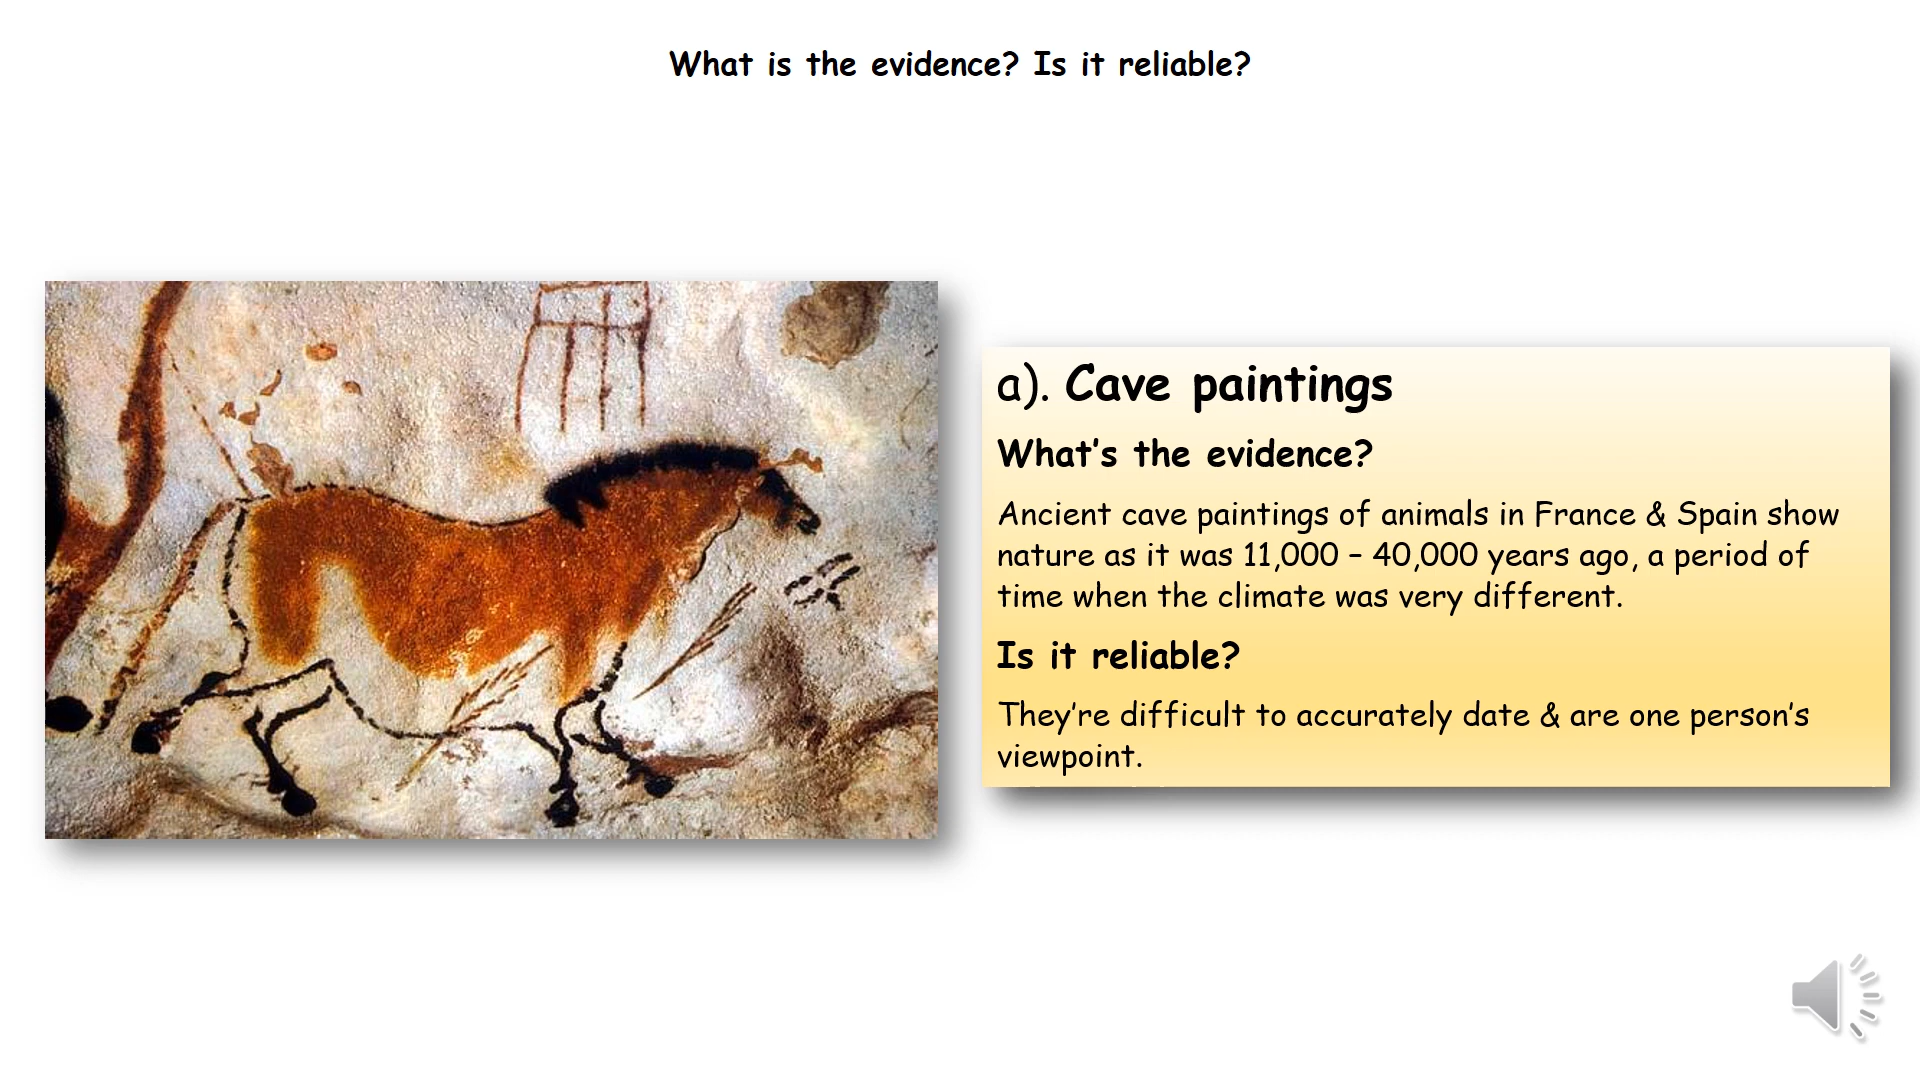 What is the evidence? Is it reliable?
a). Cave paintings
What's the evidence?
Ancient cave paintings of animals in France & Spain show
nature as it was 11,000 – 40,000 years ago, a period of
time when the climate was very different.
Is it reliable?
They're difficult to accurately date & are one person's
viewpoint.